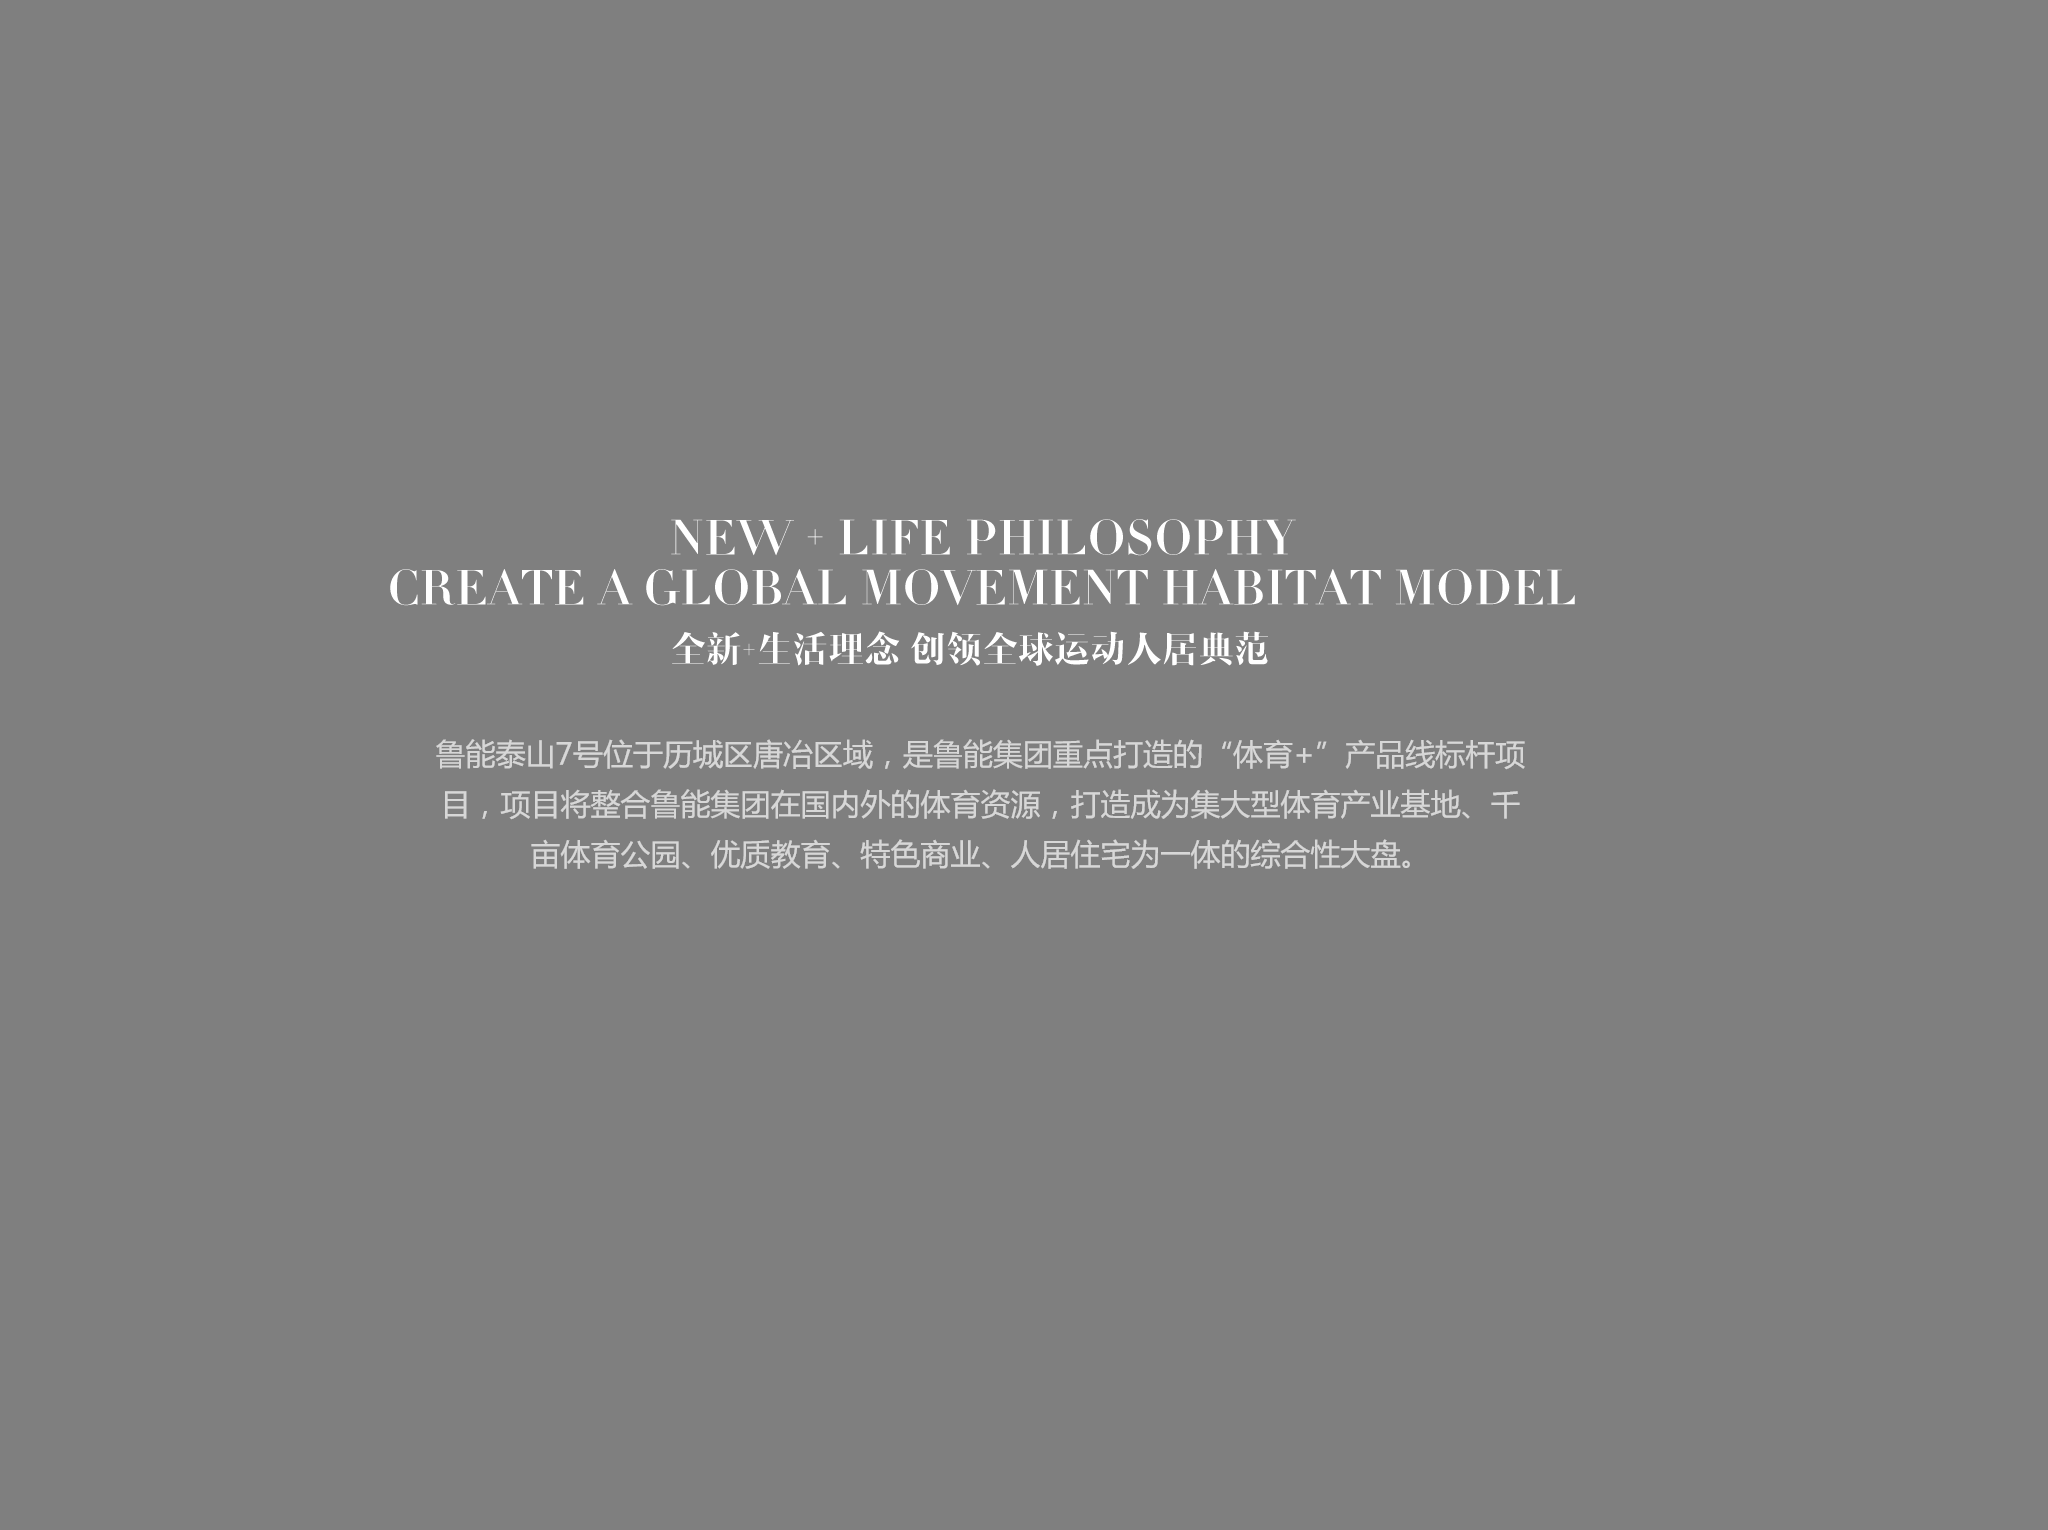 NEW + LIFE PHILOSOPHY
CREATE A GLOBAL MOVEMENT HABITAT MODEL
全新+生活理念 创领全球运动人居典范
鲁能泰山7号位于历城区唐冶区域，是鲁能集团重点打造的“体育+”产品线标杆项
目，项目将整合鲁能集团在国内外的体育资源，打造成为集大型体育产业基地、千
亩体育公园、优质教育、特色商业、人居住宅为一体的综合性大盘。